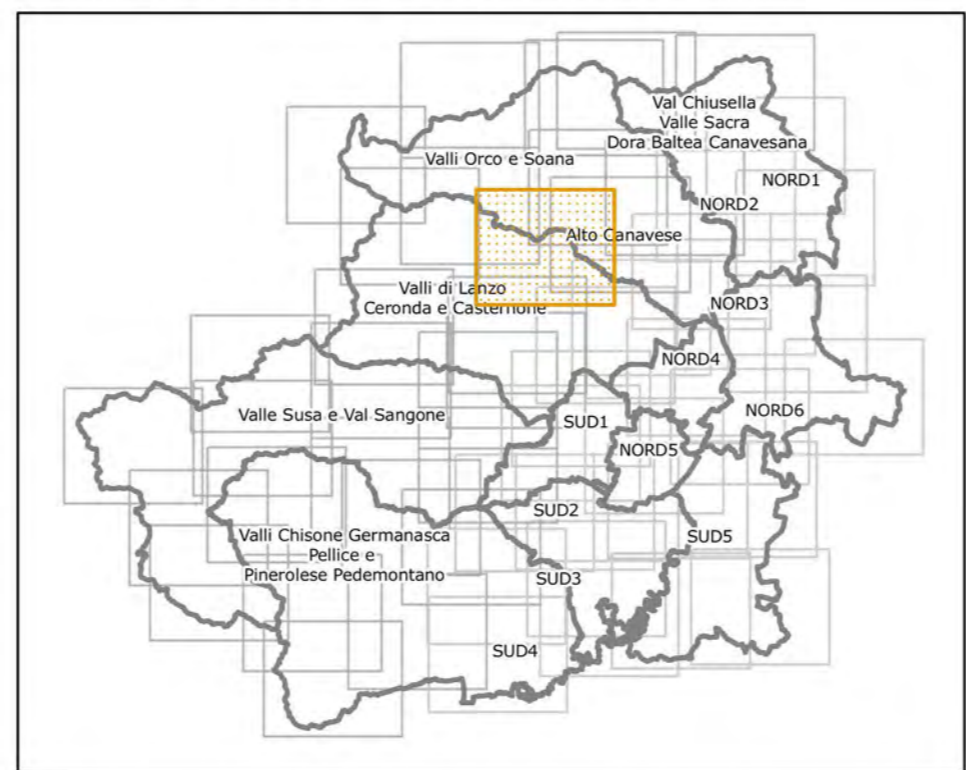 Val Chiusella
Valle Sacra
Dora Baltea Canavesana
Valli Orco e Soana
NORD1
NORD2
Alto Canavese
Valli di Lanzo
Ceronda e Casternone
NORD3
NORD4
Valle Susa e Val Sangone
SUD1
NORD6
NORD5
SUD2
Valli Chisone Germanasca
Pellice e
Pinerolese Pedemontano
SUD5
SUD3
SUD4